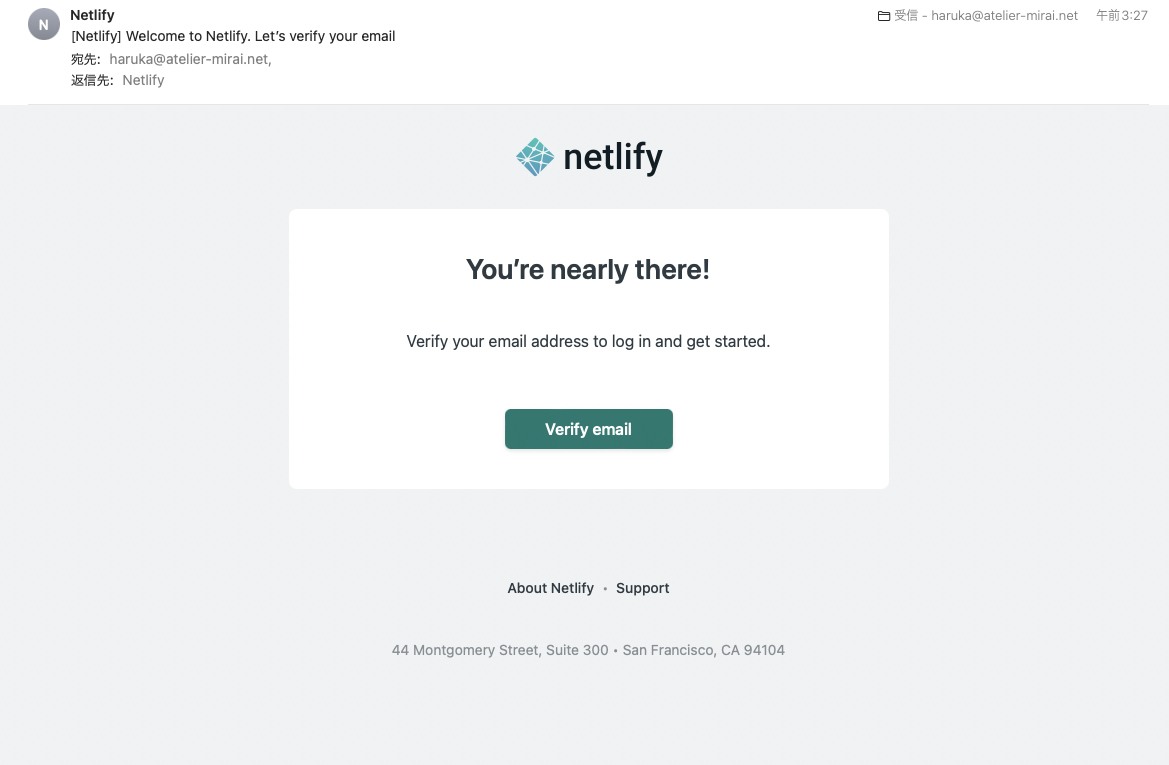 N
Netlify
受信 - haruka@atelier-mirai.net 午前3:27
[Netlify] Welcome to Netlify. Let’s verify your email
宛先： haruka@atelier-mirai.net,
返信先： Netlify
netlify
You’re nearly there!
Verify your email address to log in and get started.
Verify email
About Netlify • Support
44 Montgomery Street, Suite 300 • San Francisco, CA 94104